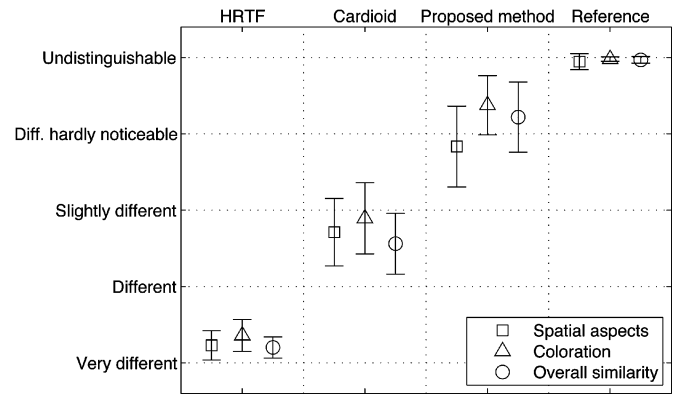 HRTF Cardioid Proposed method Reference
Undistinguishable
Diff. hardly noticeable
Slightly different
Different
Very different
Spatial aspects
Coloration
Overall similarity